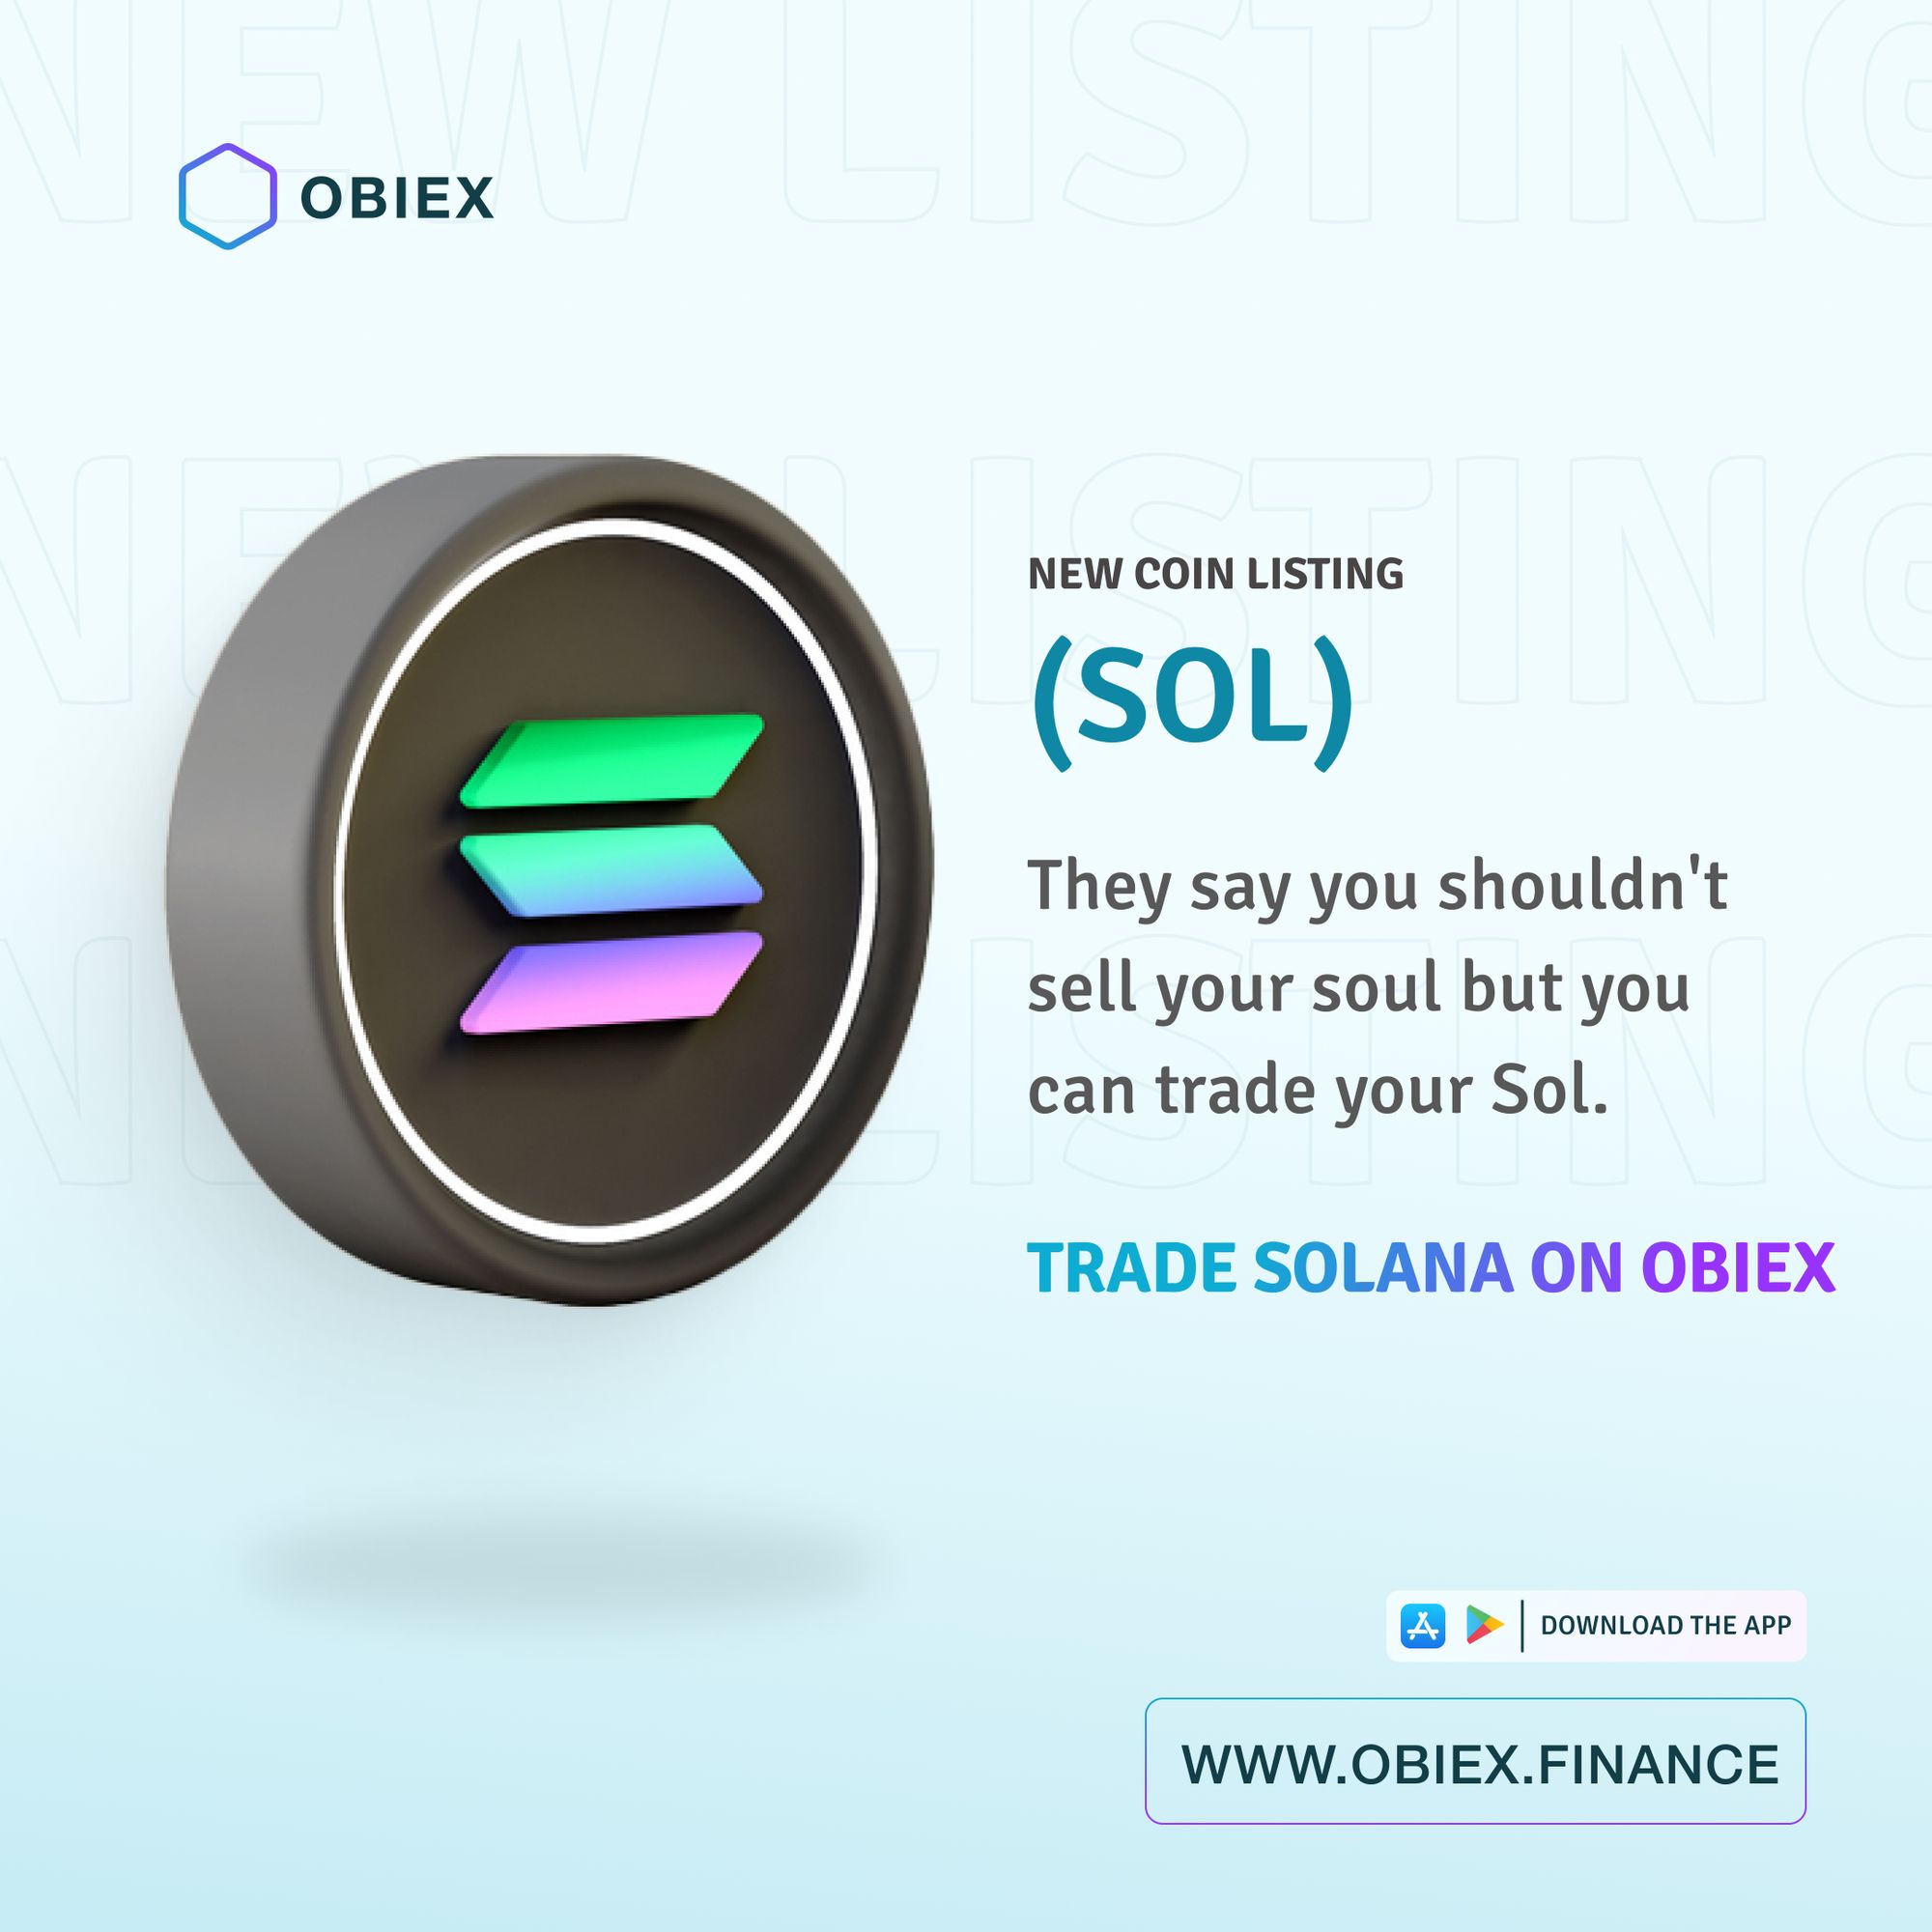 NEW LISTING
OBIEX
NEW LISTING
NEW COIN LISTING
(SOL)
They say you shouldn't
sell your soul but you
can trade your Sol.
NEW LISTING
TRADE SOLANA ON OBIEX
DOWNLOAD THE APP
WWW.OBIEX.FINANCE